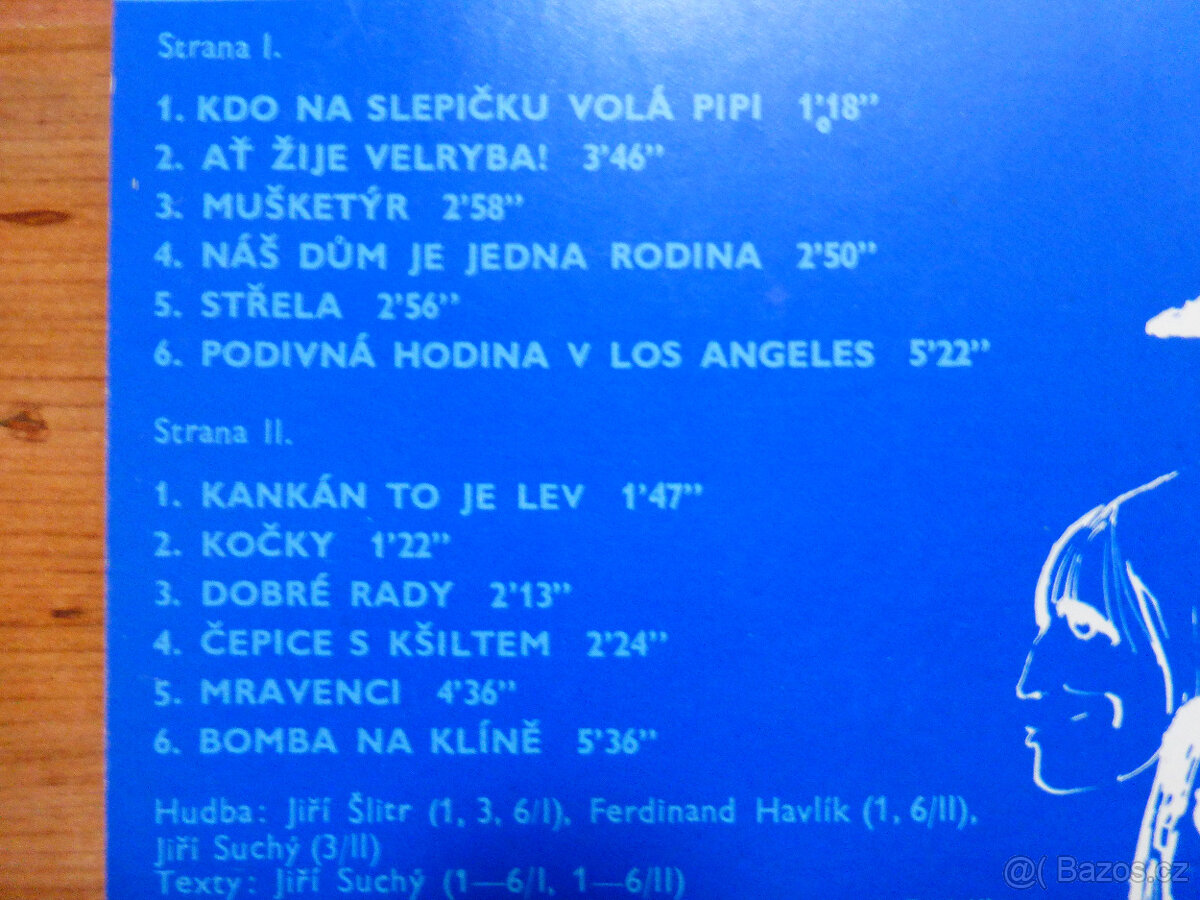 Strana I.
1. KDO NA SLEPIČKU VOLÁ PIPI 1'18”
2. AŤ ŽIJE VELRYBA! 3'46”
3. MUŠKETÝR 2'58”
4. NÁŠ DŮM JE JEDNA RODINA 2'50”
5. STŘELA 2'56”
6. PODIVNÁ HODINA V LOS ANGELES 5'22”
Strana II.
1. KANKÁN TO JE LEV 1'47”
2. KOČKY 1'22”
3. DOBRÉ RADY 2'13”
4. ČEPICE S KŠILTEM 2'24”
5. MRAVENCI 4'36”
6. BOMBA NA KLÍNĚ 5'36”
Hudba: Jiří Šlitr (1, 3, 6/I), Ferdinand Havlík (1, 6/II),
Jiří Suchý (3/II)
Texty: Jiří Suchý (1—6/I, 1—6/II)
@( Bazos.cz